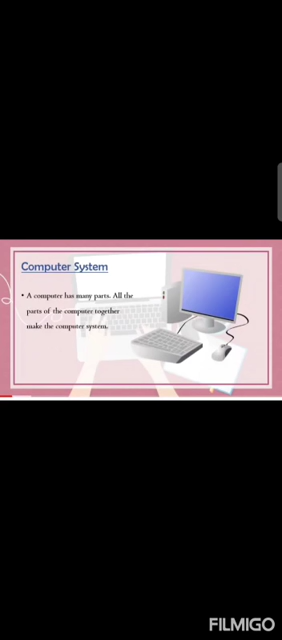 Computer System
• A computer has many parts. All the
parts of the computer together
make the computer system.
FILMIGO